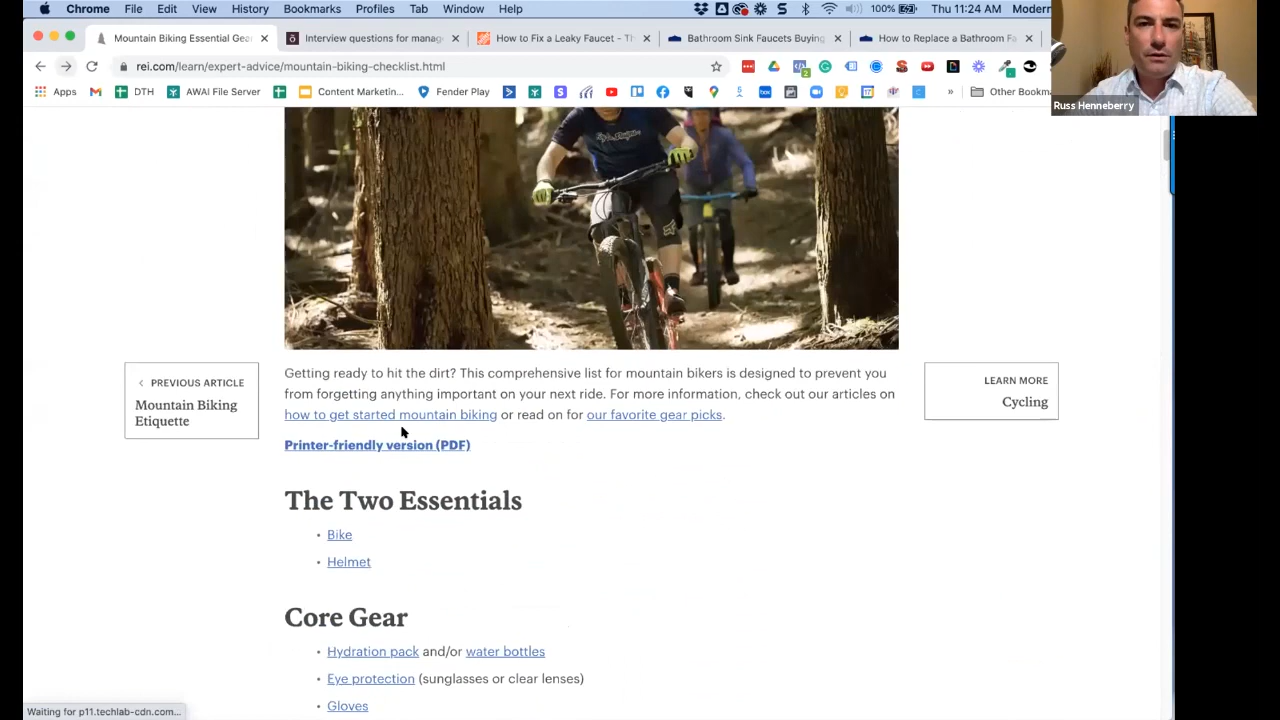 Chrome File Edit View History Bookmarks Profiles Tab Window Help 100% Thu 11:24 AM Modern
Mountain Biking Essential Gea Interview questions for manag How to Fix a Leaky Faucet - Th Bathroom Sink Faucets Buying How to Replace a Bathroom Fa
rei.com/learn/expert-advice/mountain-biking-checklist.html
Apps DTH AWAI File Server Content Marketin... Fender Play » Other Bookm
Russ Henneberry
Getting ready to hit the dirt? This comprehensive list for mountain bikers is designed to prevent you
from forgetting anything important on your next ride. For more information, check out our articles on
how to get started mountain biking or read on for our favorite gear picks.
Printer-friendly version (PDF)
PREVIOUS ARTICLE
Mountain Biking
Etiquette
LEARN MORE
Cycling
The Two Essentials
• Bike
• Helmet
Core Gear
• Hydration pack and/or water bottles
• Eye protection (sunglasses or clear lenses)
• Gloves
Waiting for p11.techlab-cdn.com...